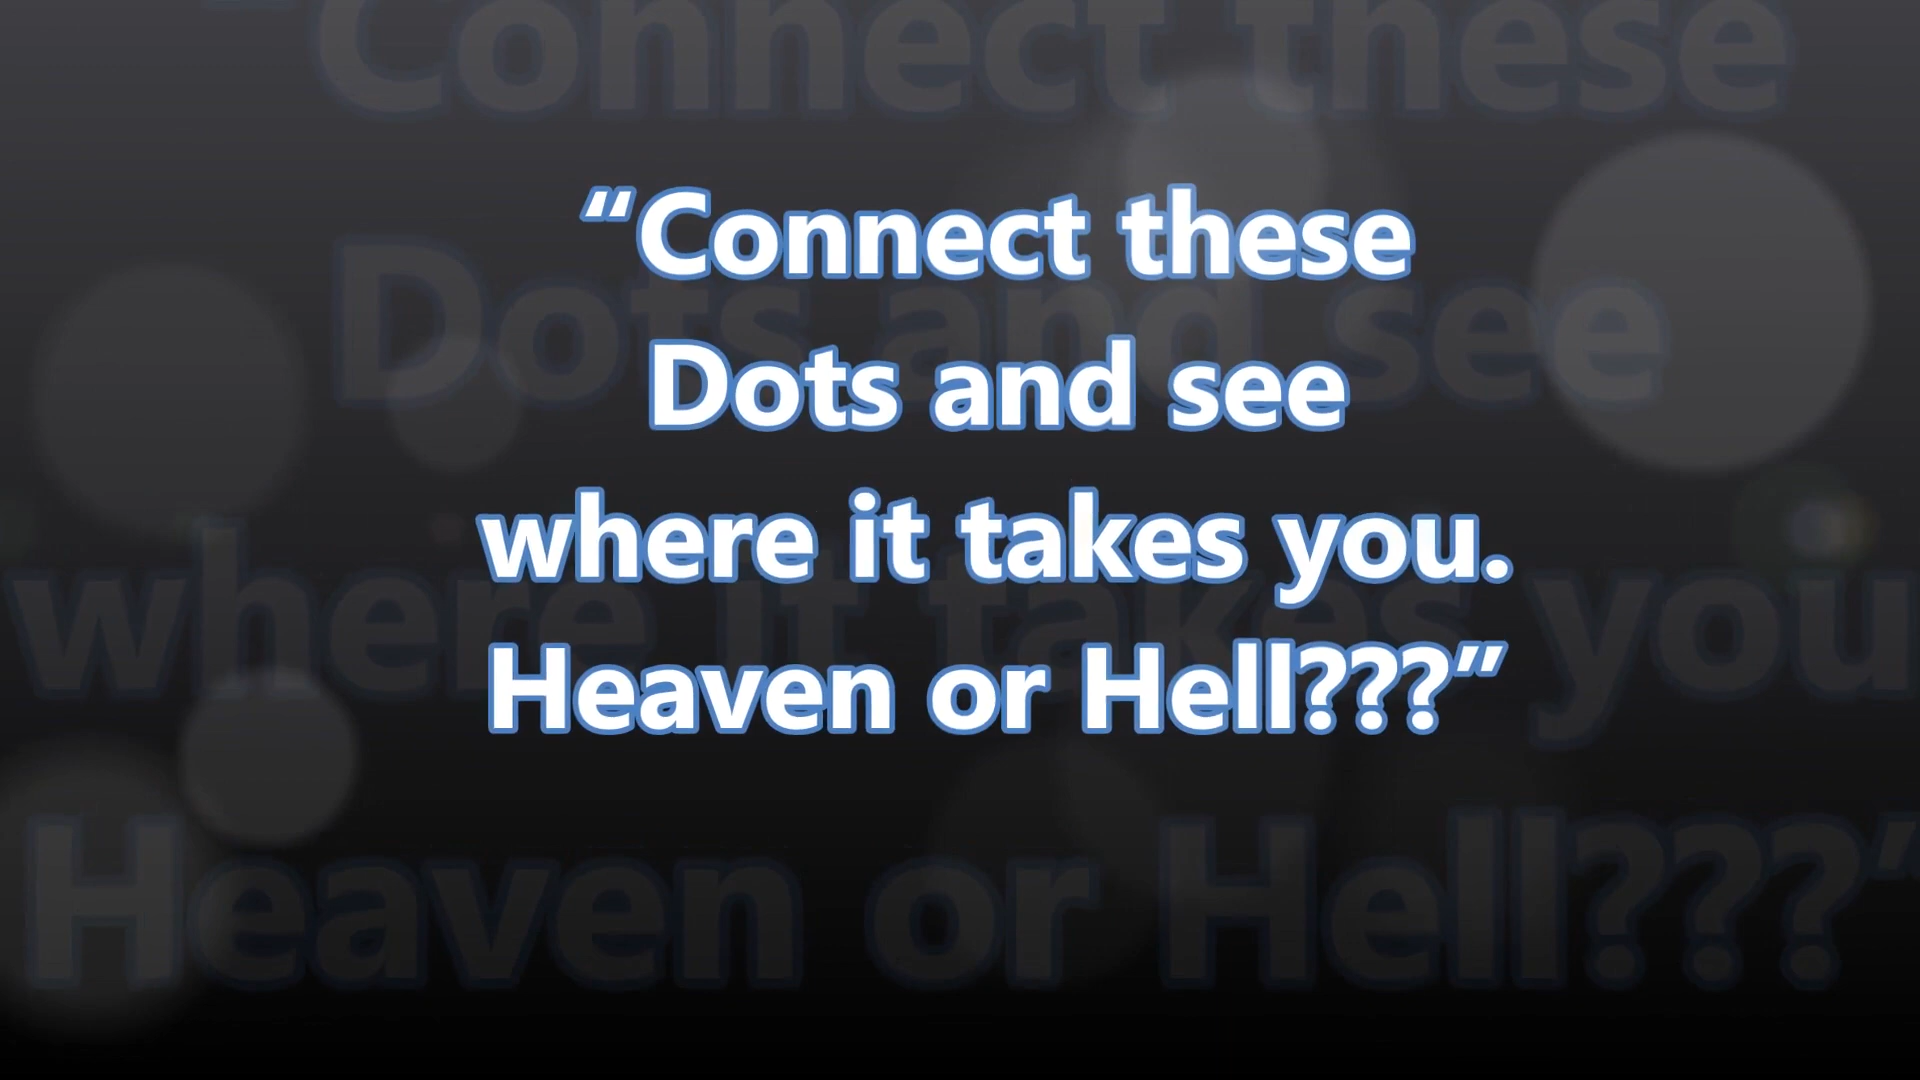 “Connect these
Dots and see
where it takes you.
Heaven or Hell???”